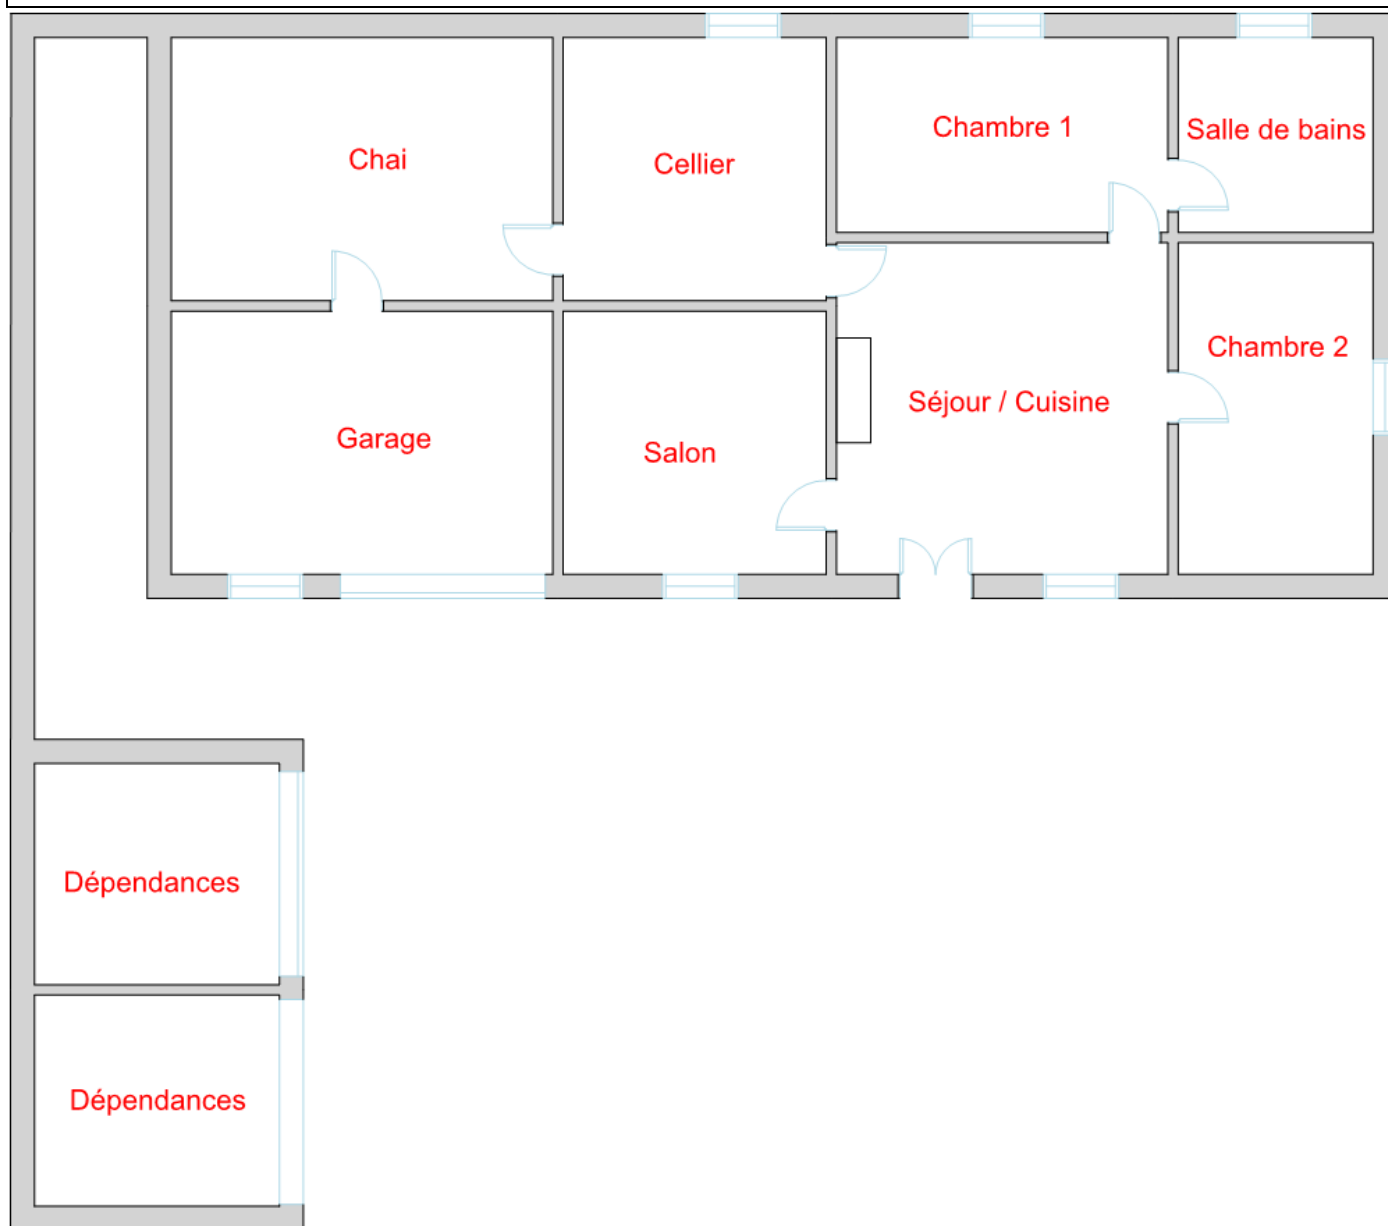 Chambre 1
Salle de bains
Chai
Cellier
Chambre 2
Séjour / Cuisine
Garage
Salon
Dépendances
Dépendances